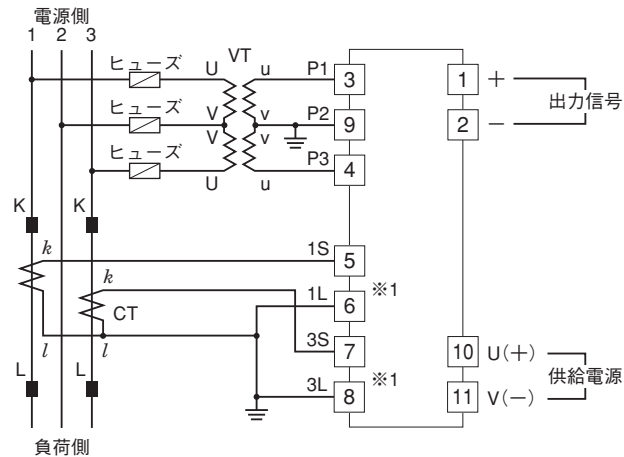 電源側
1 2 3
ヒューズ U VT u P1 3 1 +
ヒューズ V v P2 9 2 − 出力信号
ヒューズ V v P3 4
U u
K K
k 1S 5
k 1L 6 ※1
CT
l l 3S 7 10 U(+)
供給電源
L L 3L 8 ※1 11 V(−)
負荷側